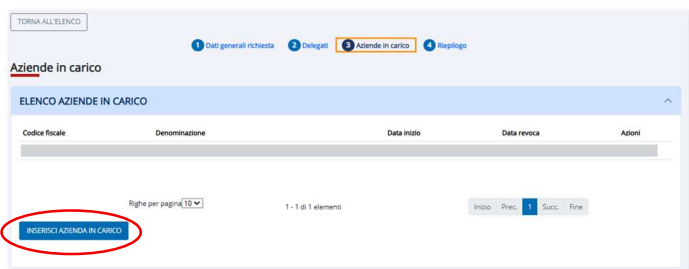 TORNA ALL'ELENCO
1 Dati generali richiesta 2 Delegati 3 Aziende in carico 4 Riepilogo
Aziende in carico
ELENCO AZIENDE IN CARICO
Codice fiscale Denominazione Data inizio Data revoca Azioni
Righe per pagina 10 1 - 1 di 1 elementi Inizio Prec. 1 Succ. Fine
INSERISCI AZIENDA IN CARICO